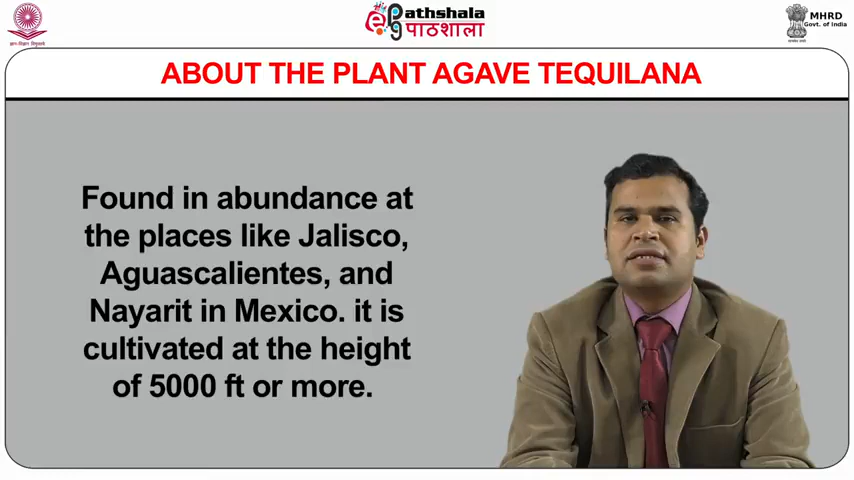 ePathshala
पाठशाला
MHRD
Govt. of India
ABOUT THE PLANT AGAVE TEQUILANA
Found in abundance at
the places like Jalisco,
Aguascalientes, and
Nayarit in Mexico. it is
cultivated at the height
of 5000 ft or more.